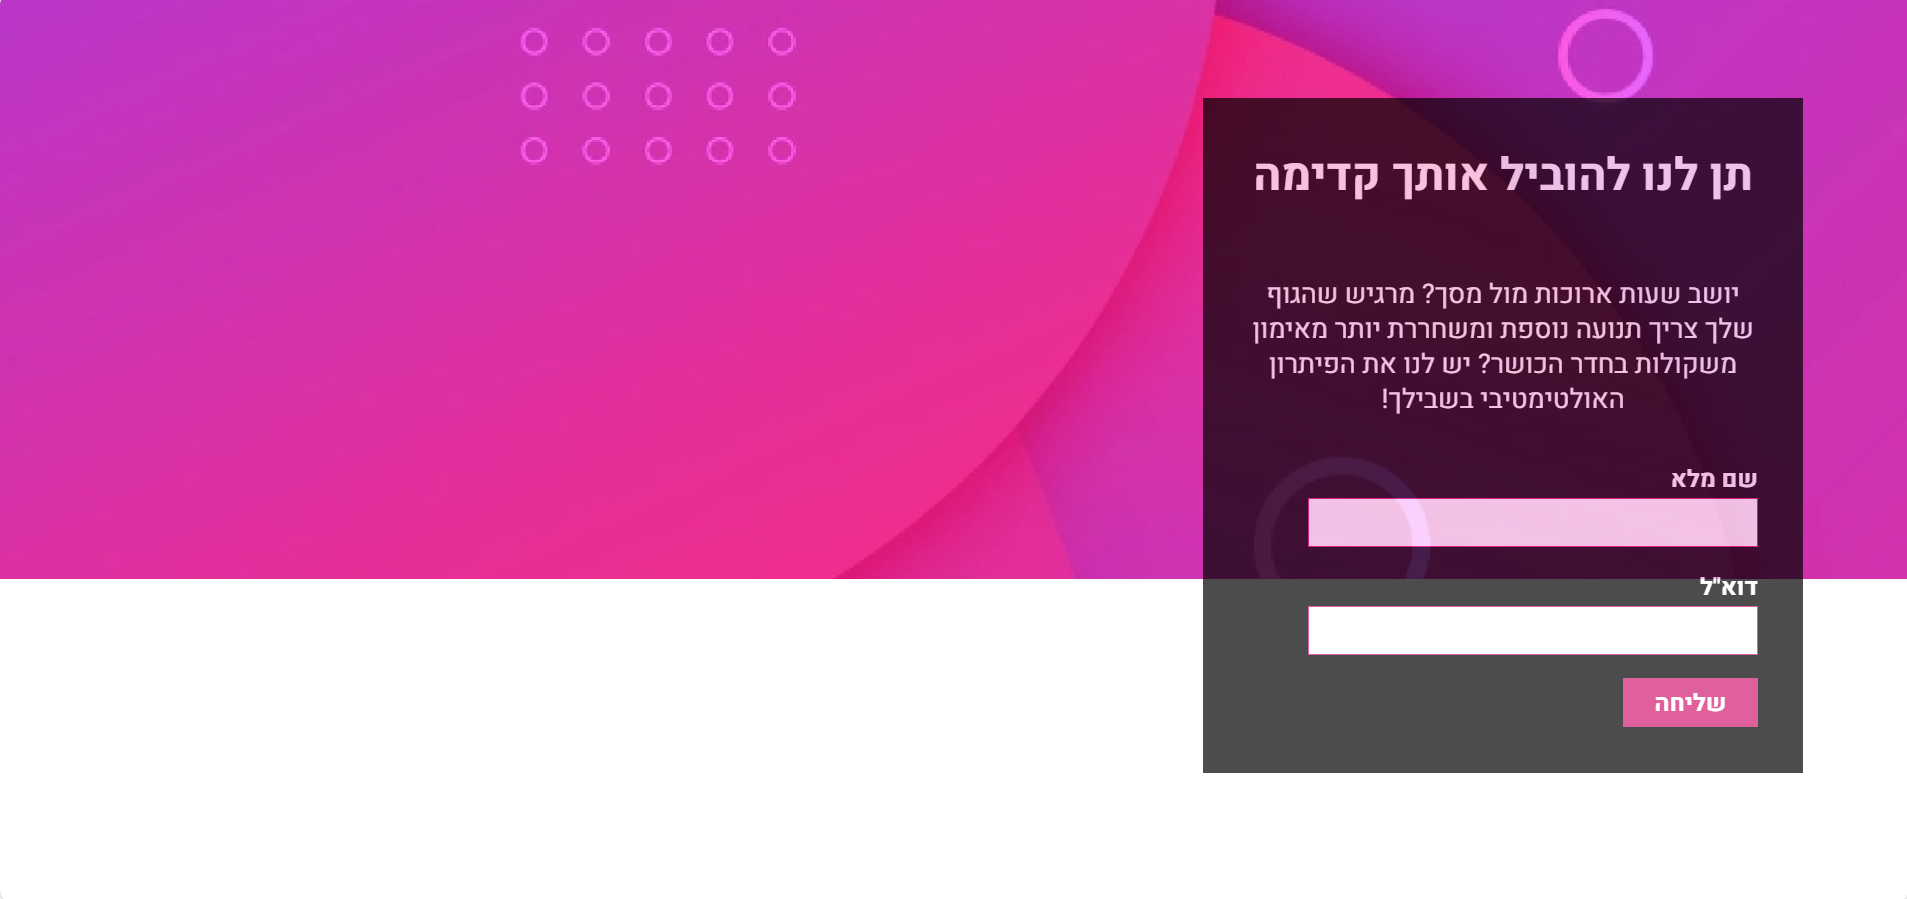 תן לנו להוביל אותך קדימה
יושב שעות ארוכות מול מסך? מרגיש שהגוף
שלך צריך תנועה נוספת ומשחררת יותר מאימון
משקולות בחדר הכושר? יש לנו את הפיתרון
האולטימטיבי בשבילך!
שם מלא
דוא"ל
שליחה